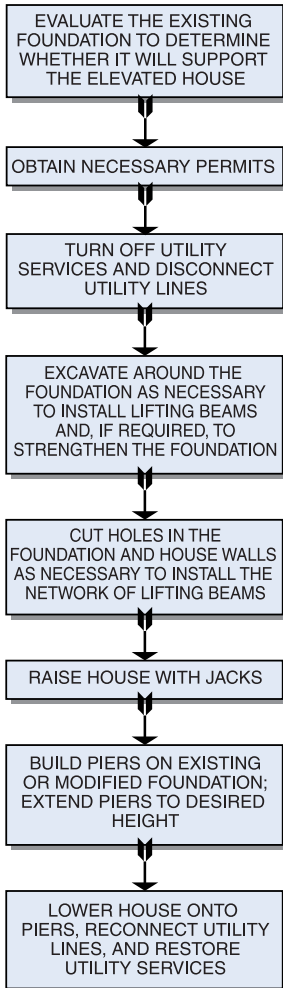 EVALUATE THE EXISTING
FOUNDATION TO DETERMINE
WHETHER IT WILL SUPPORT
THE ELEVATED HOUSE
OBTAIN NECESSARY PERMITS
TURN OFF UTILITY
SERVICES AND DISCONNECT
UTILITY LINES
EXCAVATE AROUND THE
FOUNDATION AS NECESSARY
TO INSTALL LIFTING BEAMS
AND, IF REQUIRED, TO
STRENGTHEN THE FOUNDATION
CUT HOLES IN THE
FOUNDATION AND HOUSE WALLS
AS NECESSARY TO INSTALL THE
NETWORK OF LIFTING BEAMS
RAISE HOUSE WITH JACKS
BUILD PIERS ON EXISTING
OR MODIFIED FOUNDATION;
EXTEND PIERS TO DESIRED
HEIGHT
LOWER HOUSE ONTO
PIERS, RECONNECT UTILITY
LINES, AND RESTORE
UTILITY SERVICES